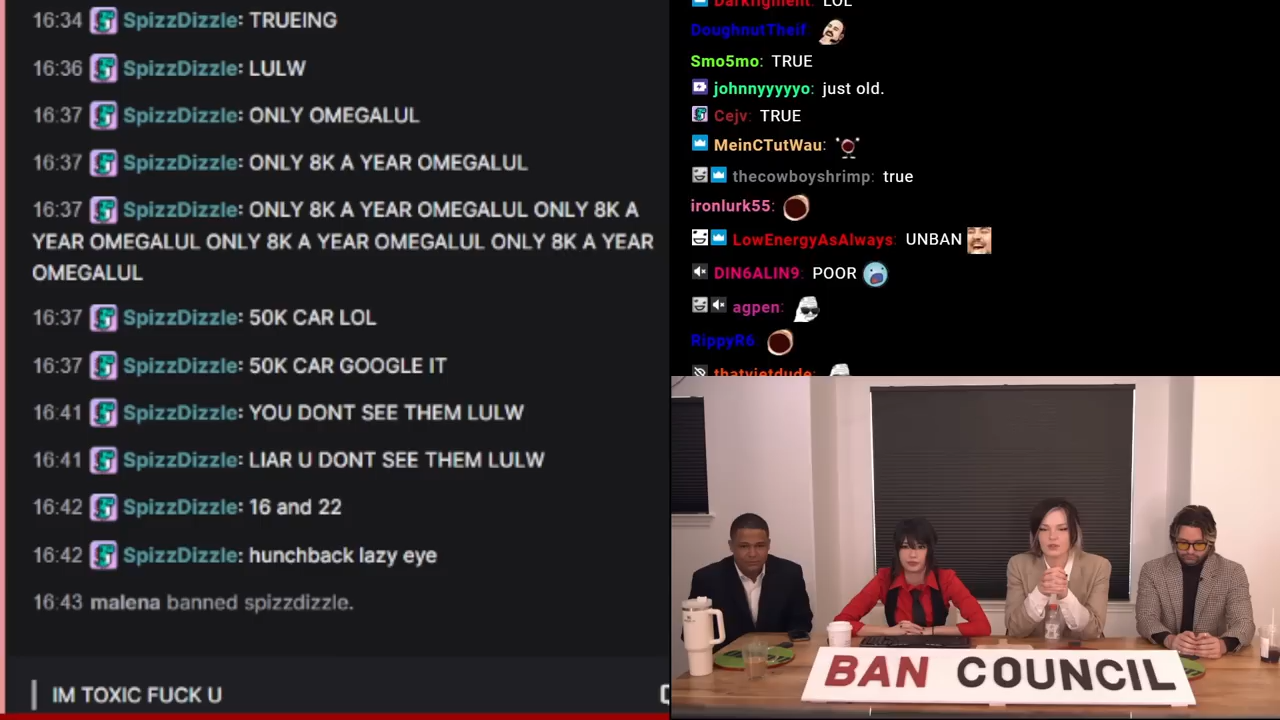 16:34 SpizzDizzle: TRUEING
16:36 SpizzDizzle: LULW
16:37 SpizzDizzle: ONLY OMEGALUL
16:37 SpizzDizzle: ONLY 8K A YEAR OMEGALUL
16:37 SpizzDizzle: ONLY 8K A YEAR OMEGALUL ONLY 8K A
YEAR OMEGALUL ONLY 8K A YEAR OMEGALUL ONLY 8K A YEAR
OMEGALUL
16:37 SpizzDizzle: 50K CAR LOL
16:37 SpizzDizzle: 50K CAR GOOGLE IT
16:41 SpizzDizzle: YOU DONT SEE THEM LULW
16:41 SpizzDizzle: LIAR U DONT SEE THEM LULW
16:42 SpizzDizzle: 16 and 22
16:42 SpizzDizzle: hunchback lazy eye
16:43 malena banned spizzdizzle.
IM TOXIC FUCK U
Darkfigment: LOL
DoughnutTheif:
Smo5mo: TRUE
johnnyyyyyo: just old.
Cejv: TRUE
MeinCTutWau:
thecowboyshrimp: true
ironlurk55:
LowEnergyAsAlways: UNBAN
DIN6ALIN9: POOR
agpen:
RippyR6
thatvietdude:
BAN COUNCIL